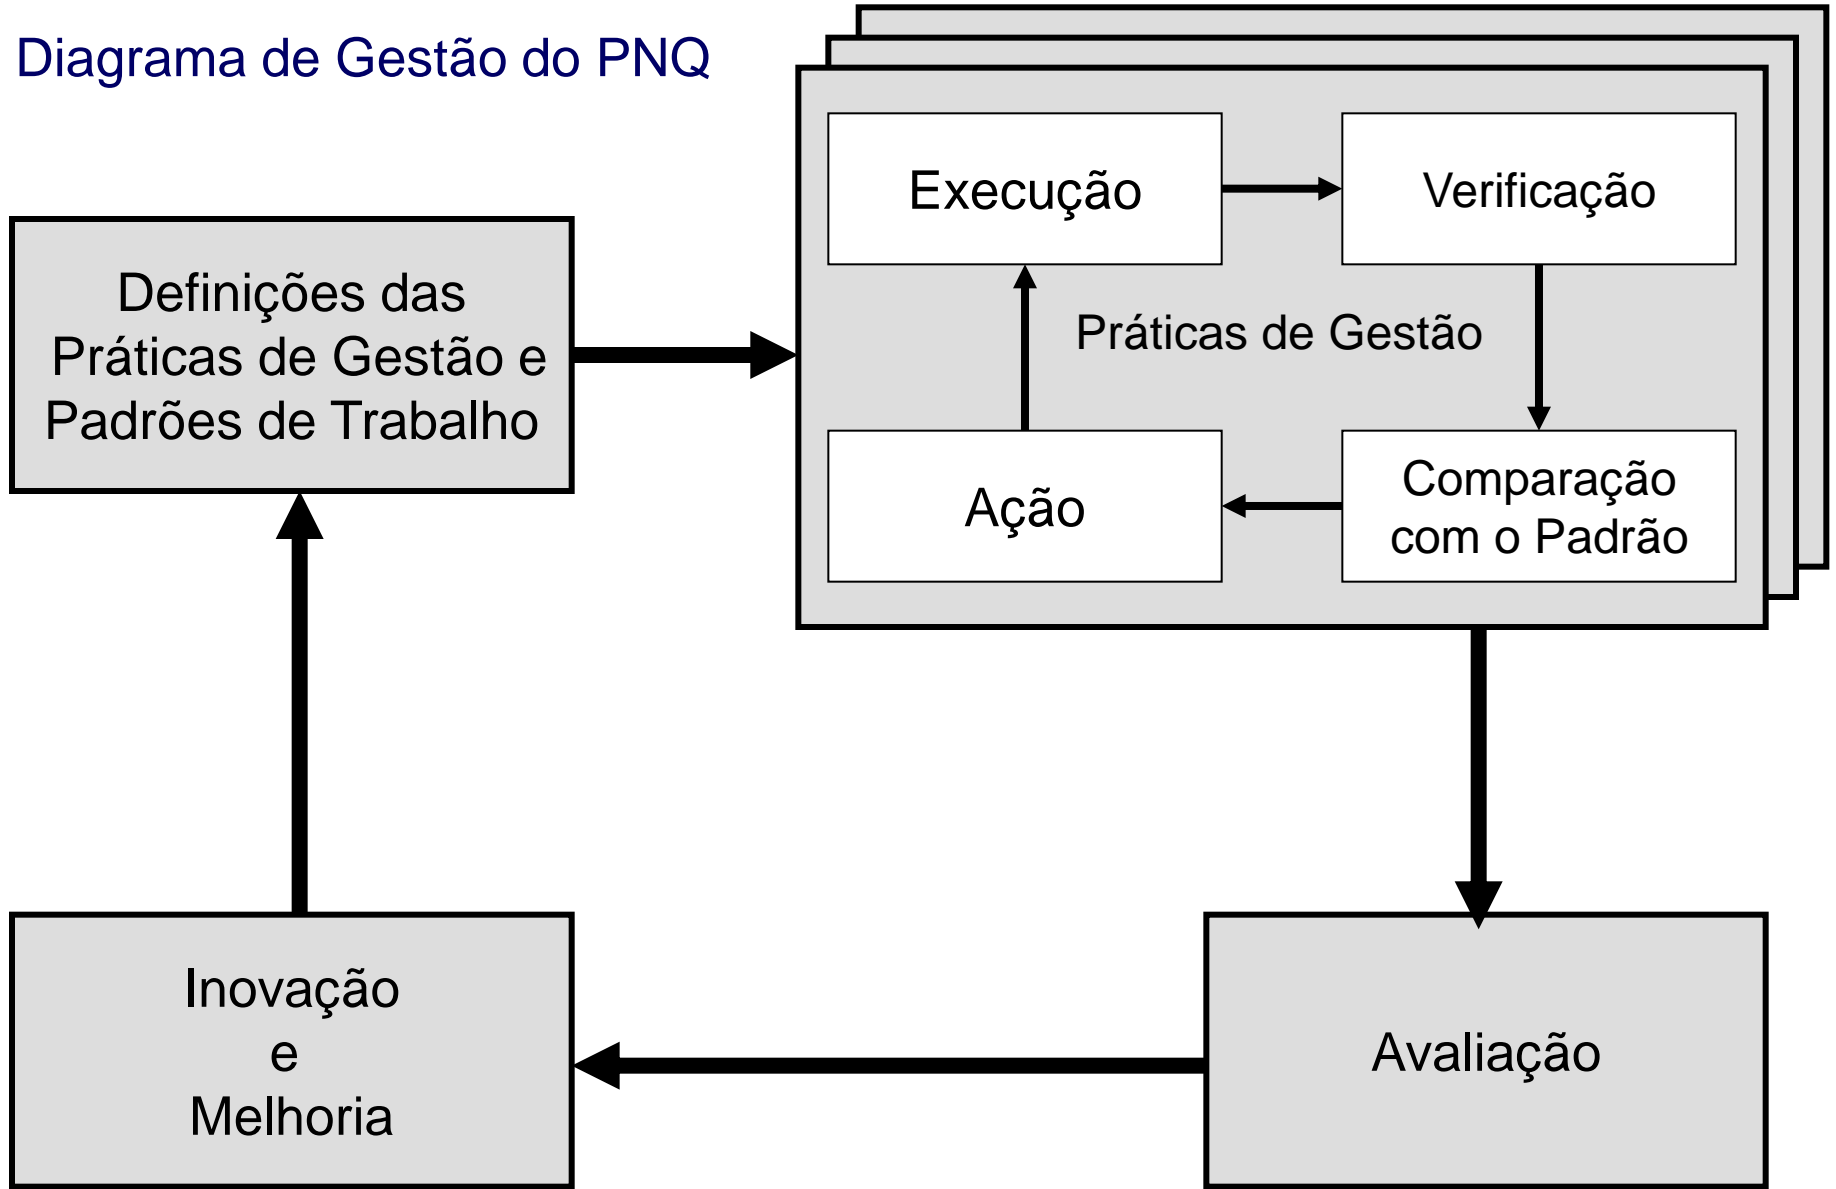 Diagrama de Gestão do PNQ
Definições das
Práticas de Gestão e
Padrões de Trabalho
Execução
Verificação
Práticas de Gestão
Ação
Comparação
com o Padrão
Inovação
e
Melhoria
Avaliação